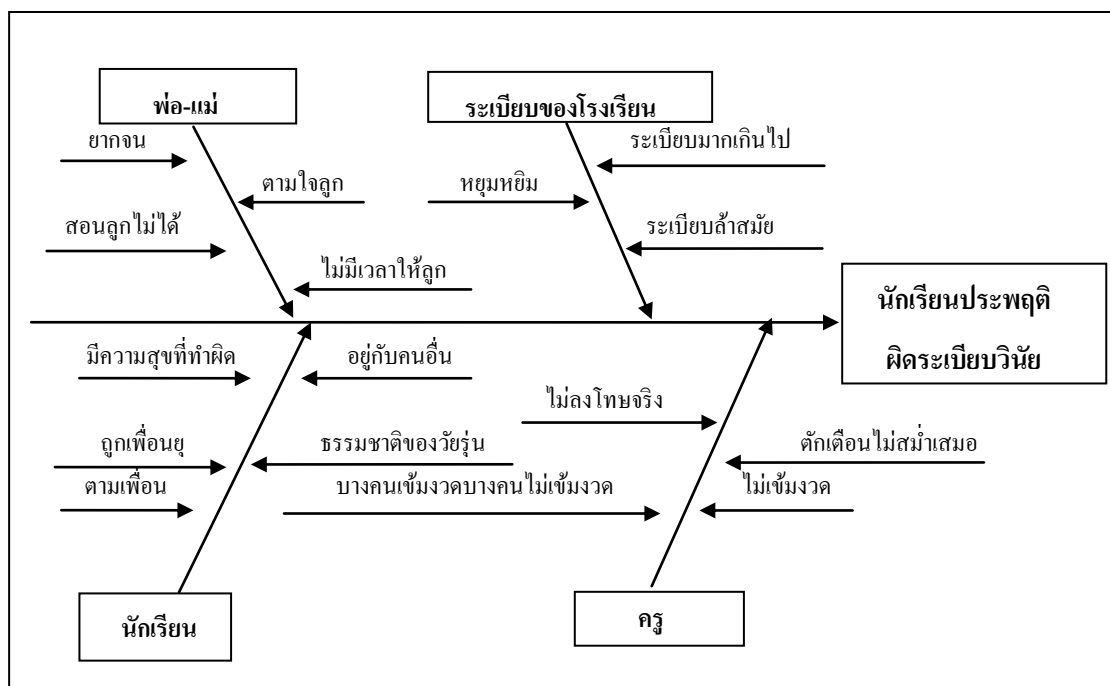 พ่อ-แม่
ระเบียบของโรงเรียน
ยากจน
ระเบียบมากเกินไป
ตามใจลูก
หยุมหยิม
สอนลูกไม่ได้
ระเบียบล้าสมัย
ไม่มีเวลาให้ลูก
นักเรียนประพฤติ
ผิดระเบียบวินัย
มีความสุขที่ทำผิด
อยู่กับคนอื่น
ไม่ลงโทษจริง
ถูกเพื่อนยุ
ธรรมชาติของวัยรุ่น
ตักเตือนไม่สม่ำเสมอ
ตามเพื่อน
บางคนเข้มงวดบางคนไม่เข้มงวด
ไม่เข้มงวด
นักเรียน
ครู